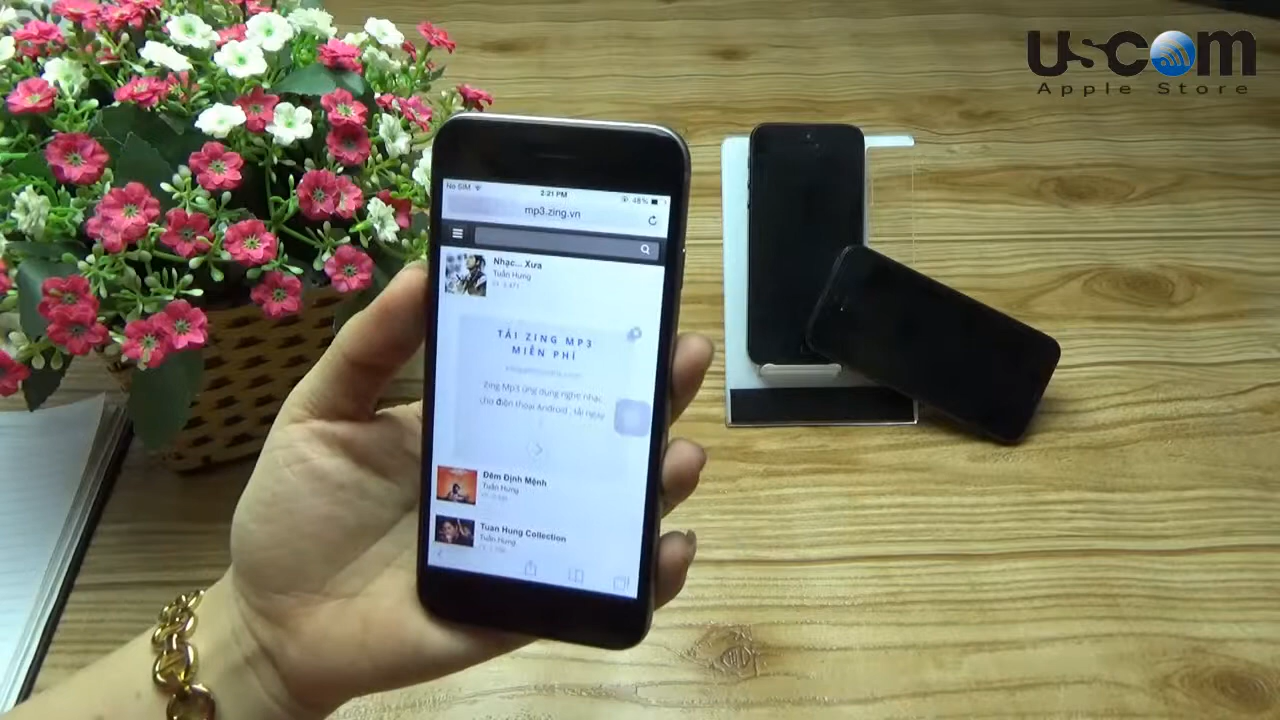 Uscom
Apple Store
No SIM
2:21 PM
48%
mp3.zing.vn
Nhạc... Xưa
Tuấn Hưng
TẢI ZING MP3
MIỄN PHÍ
Zing Mp3 ứng dụng nghe nhạc
cho điện thoại Android , tải ngay
Đêm Định Mệnh
Tuấn Hưng
Tuan Hung Collection
Tuấn Hưng